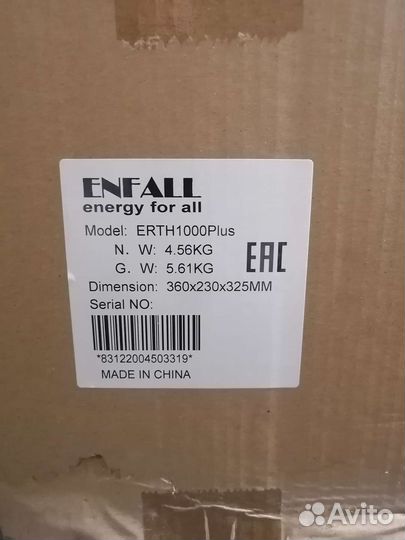 ENFALL
energy for all
Model: ERTH1000Plus
N. W: 4.56KG
G. W: 5.61KG
EAC
Dimension: 360x230x325MM
Serial NO:
*83122004503319*
MADE IN CHINA
Avito